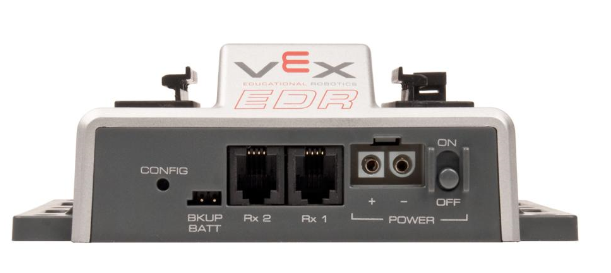 VEX
EDUCATIONAL ROBOTICS
EDR
CONFIG
ON
BKUP
BATT
Rx 2
Rx 1
+
−
OFF
POWER